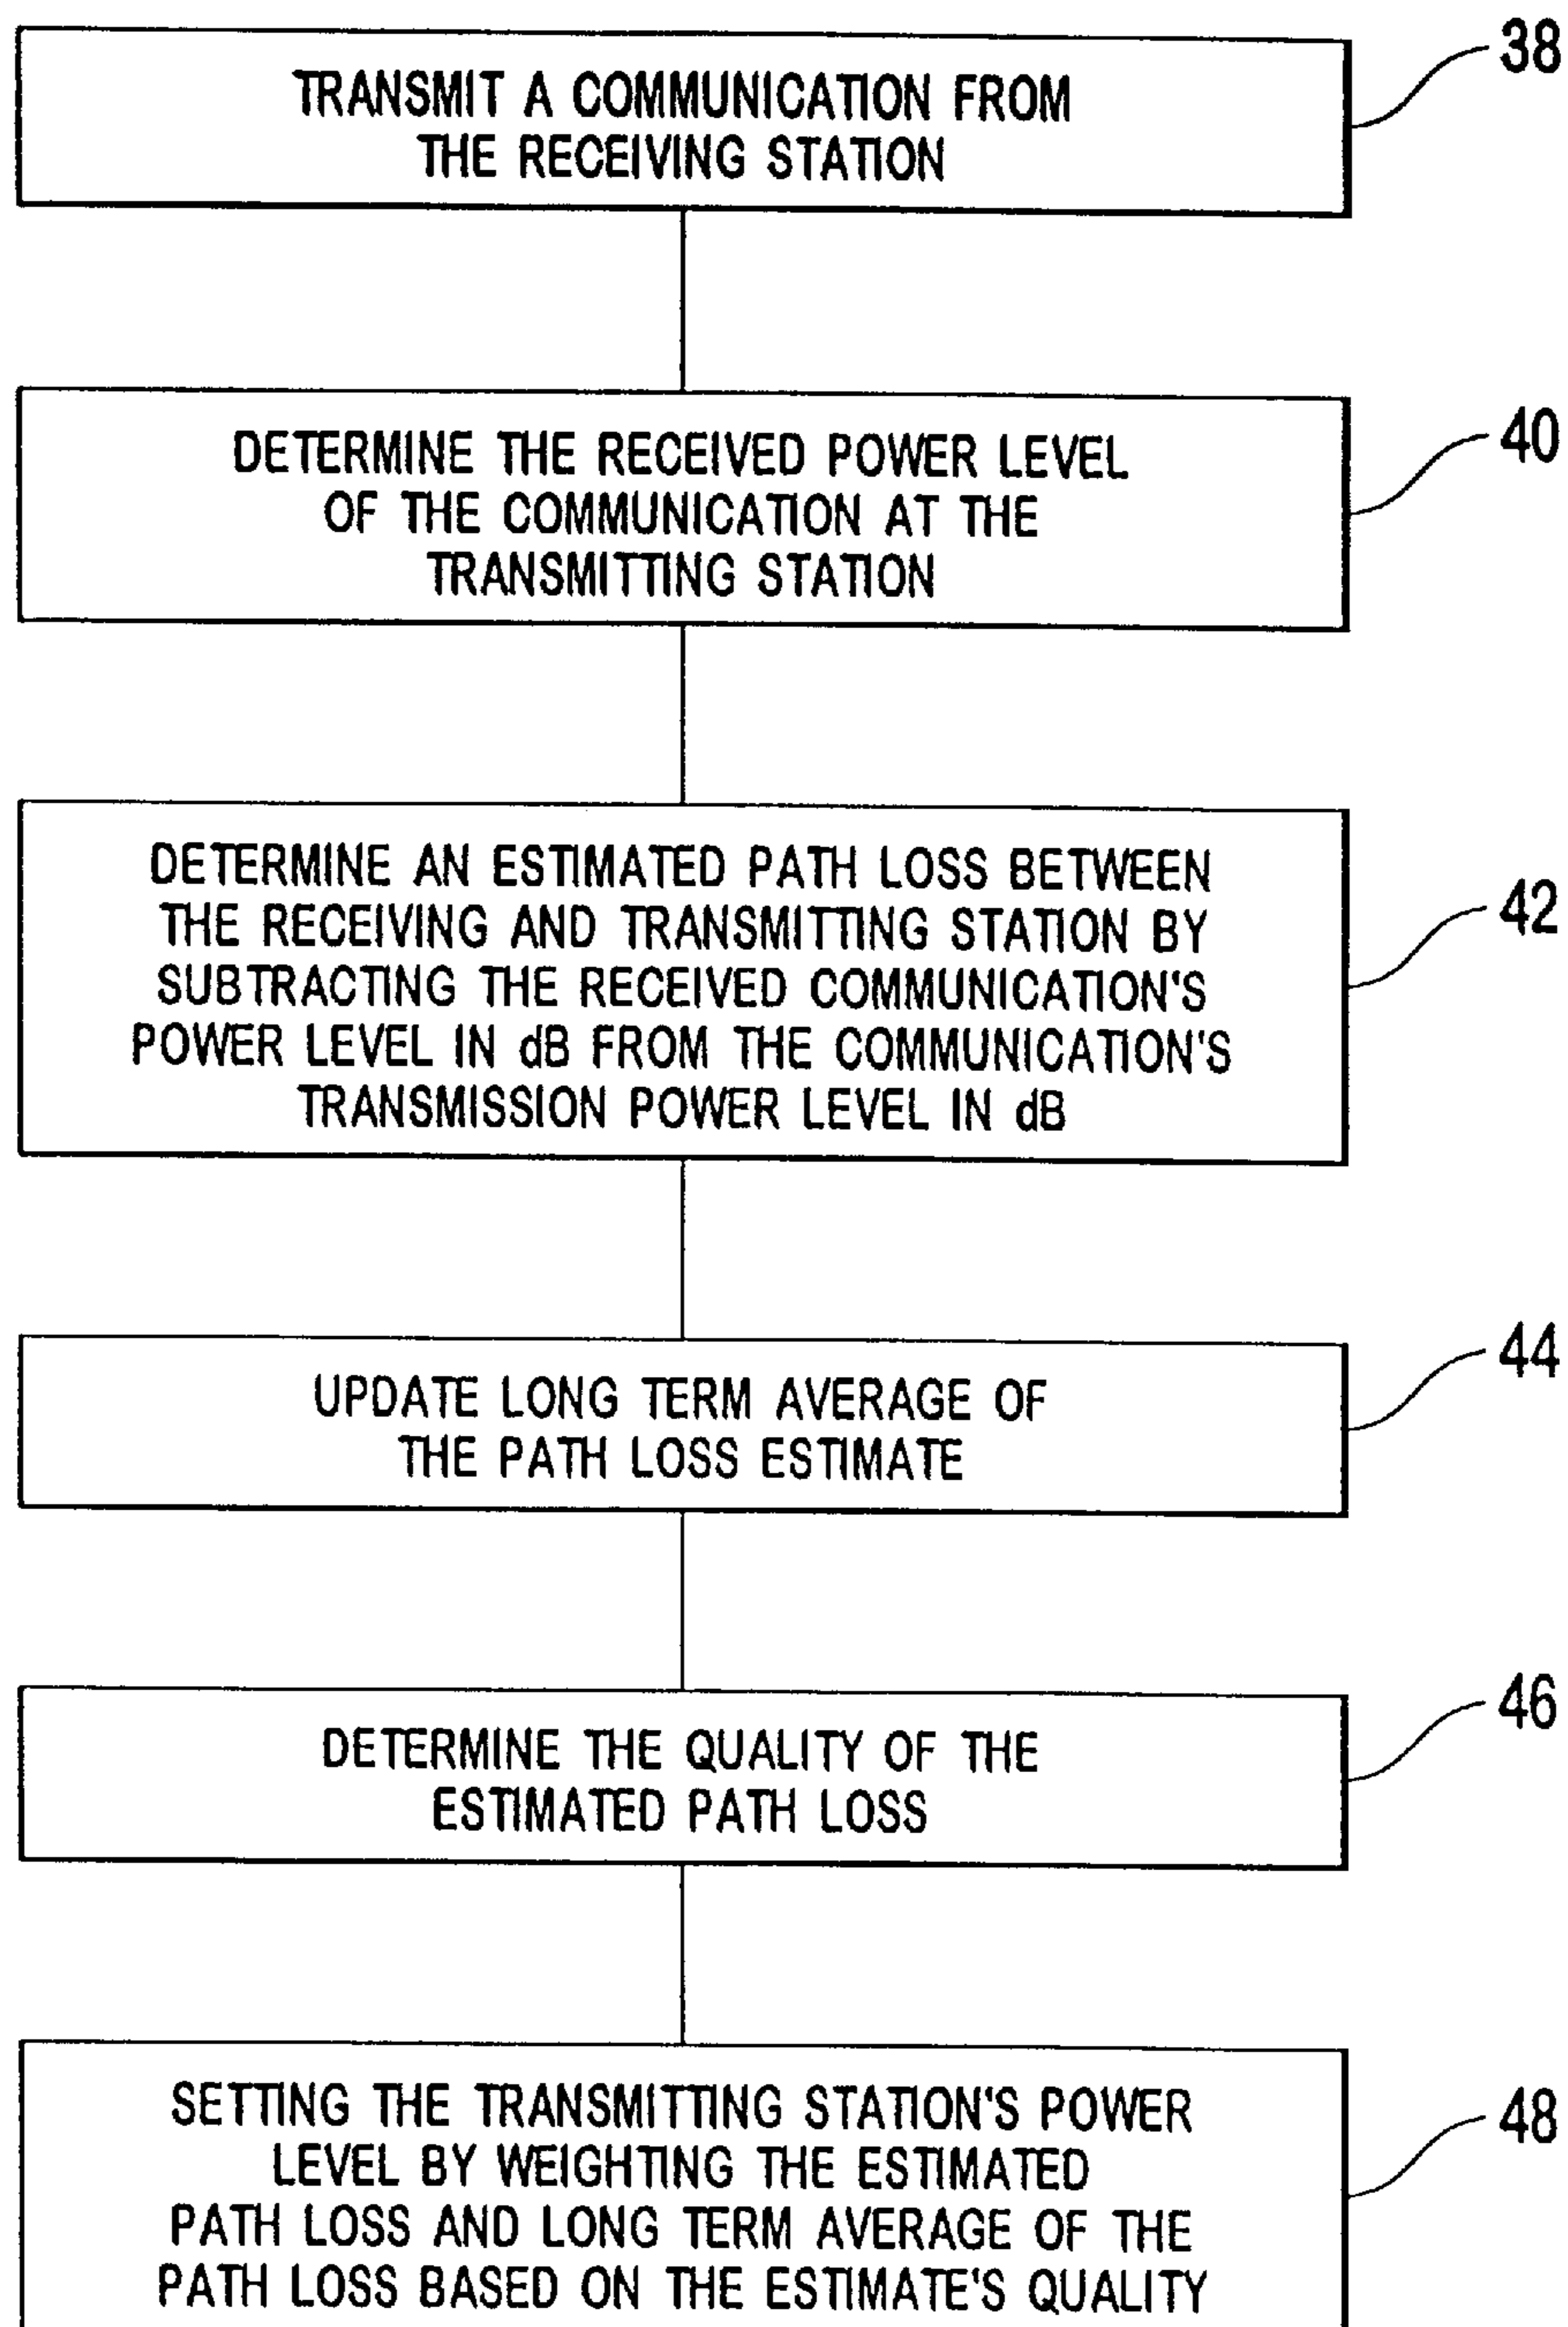 TRANSMIT A COMMUNICATION FROM
THE RECEIVING STATION
38
DETERMINE THE RECEIVED POWER LEVEL
OF THE COMMUNICATION AT THE
TRANSMITTING STATION
40
DETERMINE AN ESTIMATED PATH LOSS BETWEEN
THE RECEIVING AND TRANSMITTING STATION BY
SUBTRACTING THE RECEIVED COMMUNICATION'S
POWER LEVEL IN dB FROM THE COMMUNICATION'S
TRANSMISSION POWER LEVEL IN dB
42
UPDATE LONG TERM AVERAGE OF
THE PATH LOSS ESTIMATE
44
DETERMINE THE QUALITY OF THE
ESTIMATED PATH LOSS
46
SETTING THE TRANSMITTING STATION'S POWER
LEVEL BY WEIGHTING THE ESTIMATED
PATH LOSS AND LONG TERM AVERAGE OF THE
PATH LOSS BASED ON THE ESTIMATE'S QUALITY
48